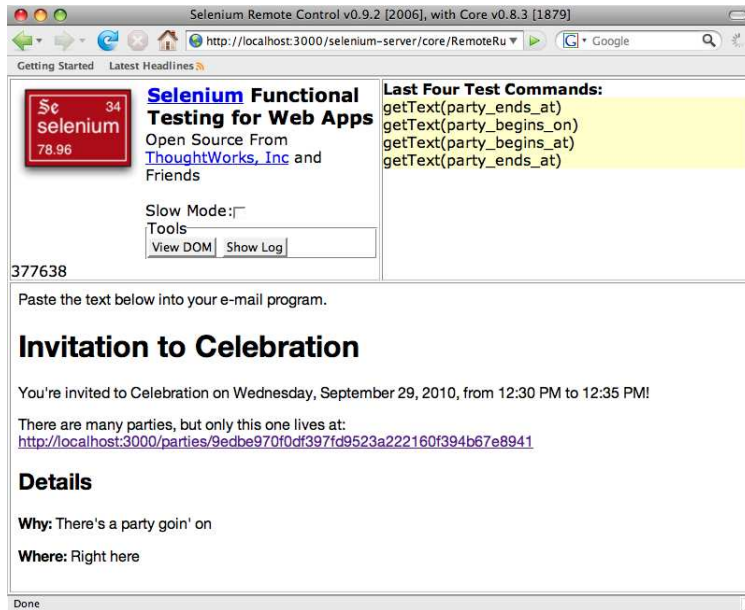 Selenium Remote Control v0.9.2 [2006], with Core v0.8.3 [1879]
http://localhost:3000/selenium-server/core/RemoteRu
Google
Getting Started Latest Headlines
Se 34
selenium
78.96
Selenium Functional
Testing for Web Apps
Open Source From
ThoughtWorks, Inc and
Friends
Slow Mode:
Tools
View DOM Show Log
377638
Last Four Test Commands:
getText(party_ends_at)
getText(party_begins_on)
getText(party_begins_at)
getText(party_ends_at)
Paste the text below into your e-mail program.
Invitation to Celebration
You're invited to Celebration on Wednesday, September 29, 2010, from 12:30 PM to 12:35 PM!
There are many parties, but only this one lives at:
http://localhost:3000/parties/9edbe970f0df397fd9523a222160f394b67e8941
Details
Why: There's a party goin' on
Where: Right here
Done